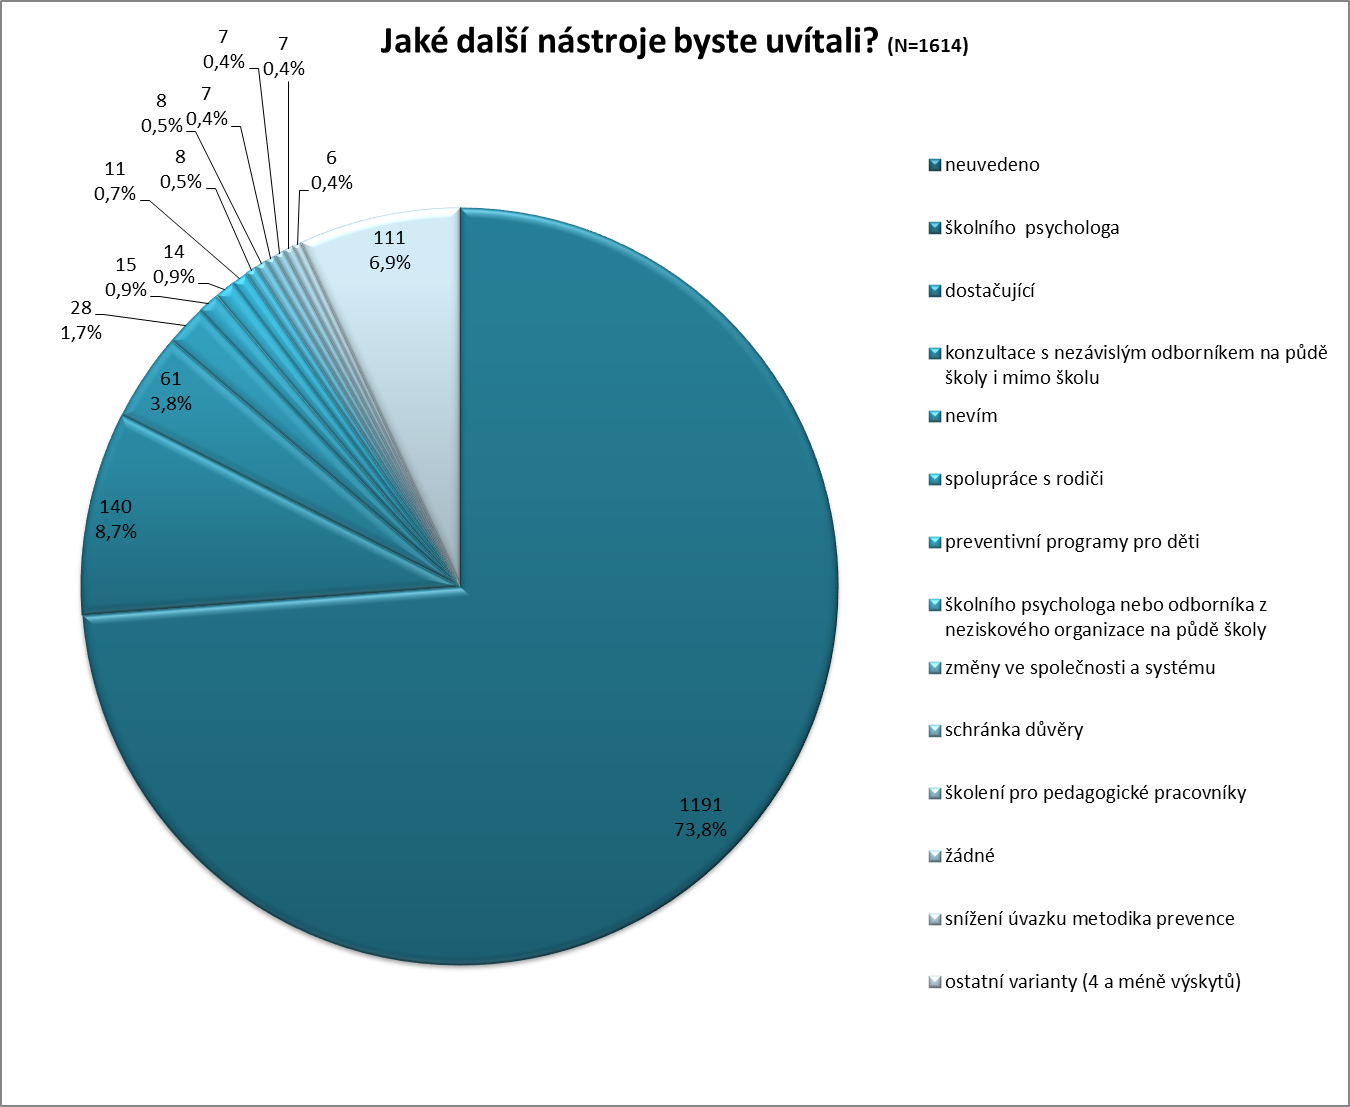 Jaké další nástroje byste uvítali? (N=1614)
7
0,4%
7
0,4%
7
0,4%
8
0,5%
8
0,5%
6
0,4%
11
0,7%
14
0,9%
15
0,9%
28
1,7%
61
3,8%
140
8,7%
111
6,9%
1191
73,8%
neuvedeno
školního  psychologa
dostačující
konzultace s nezávislým odborníkem na půdě
školy i mimo školu
nevím
spolupráce s rodiči
preventivní programy pro děti
školního psychologa nebo odborníka z
neziskového organizace na půdě školy
změny ve společnosti a systému
schránka důvěry
školení pro pedagogické pracovníky
žádné
snížení úvazku metodika prevence
ostatní varianty (4 a méně výskytů)